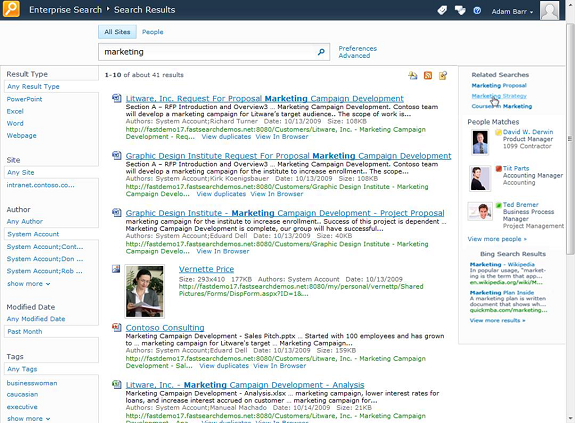 Enterprise Search ▸ Search Results
Adam Barr
All Sites
People
marketing
Preferences
Advanced
Result Type
Any Result Type
PowerPoint
Excel
Word
Webpage
Site
Any Site
intranet.contoso.co...
Author
Any Author
System Account
System Account;Cont...
System Account;Don ...
System Account;Rob ...
show more
Modified Date
Any Modified Date
Past Month
Tags
Any Tags
businesswoman
caucasian
executive
show more
1-10 of about 41 results
Litware, Inc. Request For Proposal Marketing Campaign Development
Section A – RFP Introduction and Overview3 ... Marketing Campaign Development. Contoso team
will develop a marketing campaign for Litware's target audience.. The scope of work is...
Authors: System Account;Richard Turner  Date: 10/13/2009  Size: 108KB
http://fastdemo17.fastsearchdemos.net:8080/Customers/Litware, Inc. - Marketing Campaign
Development - Req...  View duplicates  View In Browser
Graphic Design Institute Request For Proposal Marketing Campaign Development
Section A – RFP Introduction and Overview3 ... Marketing Campaign Development. Contoso team
will develop a marketing campaign for the institute to increase enrollment.. The scope...
Authors: System Account;Kirk Koenigsbauer  Date: 10/13/2009  Size: 108KB
http://fastdemo17.fastsearchdemos.net:8080/Customers/Graphic Design Institute - Marketing
Campaign Developm...  View duplicates  View In Browser
Graphic Design Institute - Marketing Campaign Development - Project Proposal
marketing campaign for the institute to increase enrollment.. Success of this project is dependent ..
Marketing Campaign Development is complete, our group will have successful...
Authors: System Account;Eduard Dell  Date: 10/13/2009  Size: 40KB
http://fastdemo17.fastsearchdemos.net:8080/Customers/Graphic Design Institute - Marketing
Campaign Developm...  View duplicates  View In Browser
Vernette Price
Size: 293x410  177KB  Authors: System Account  Date: 10/13/2009
http://fastdemo17.fastsearchdemos.net:8080/my/personal/vernettp/Shared
Pictures/Forms/DispForm.aspx?ID=1&...
Contoso Consulting
Marketing Campaign Development - Sales Pitch.pptx ... Started with 100 employees and has grown
to ... marketing campaign for Litware's target ... Marketing Campaign...
Authors: System Account;Eduard Dell  Date: 10/13/2009  Size: 159KB
http://fastdemo17.fastsearchdemos.net:8080/Customers/Litware, Inc. - Marketing Campaign
Development - Sal...  View duplicates  View In Browser
Litware, Inc. - Marketing Campaign Development - Analysis
Marketing Campaign Development - Analysis.xlsx ... marketing campaign, lower interest rates for
loans, and increase interest accrued on customer ... marketing campaign for...
Authors: System Account;Manueal Machado  Date: 10/14/2009  Size: 21KB
http://fastdemo17.fastsearchdemos.net:8080/Customers/Litware, Inc. - Marketing Campaign
Related Searches
Marketing Proposal
Marketing Strategy
Courses in Marketing
People Matches
David W. Derwin
Product Manager
1099 Contractor
Tiit Parts
Accounting Manager
Accounting
Ted Bremer
Business Process
Manager
Project Management
View more people »
Bing Search Results
Marketing - Wikipedia
In popular usage, "market-
ing is the term that app...
en.wikipedia.org/wiki/M...
Marketing Plan Inside
A marketing plan is written
document that shows wh...
quickmba.com/marketing...
View more results »